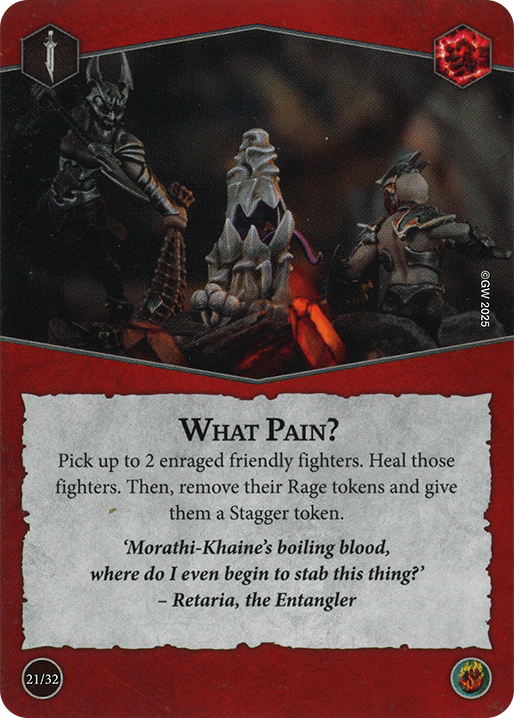 ©GW 2025
What Pain?
Pick up to 2 enraged friendly fighters. Heal those
fighters. Then, remove their Rage tokens and give
them a Stagger token.
‘Morathi-Khaine’s boiling blood,
where do I even begin to stab this thing?’
– Retaria, the Entangler
21/32